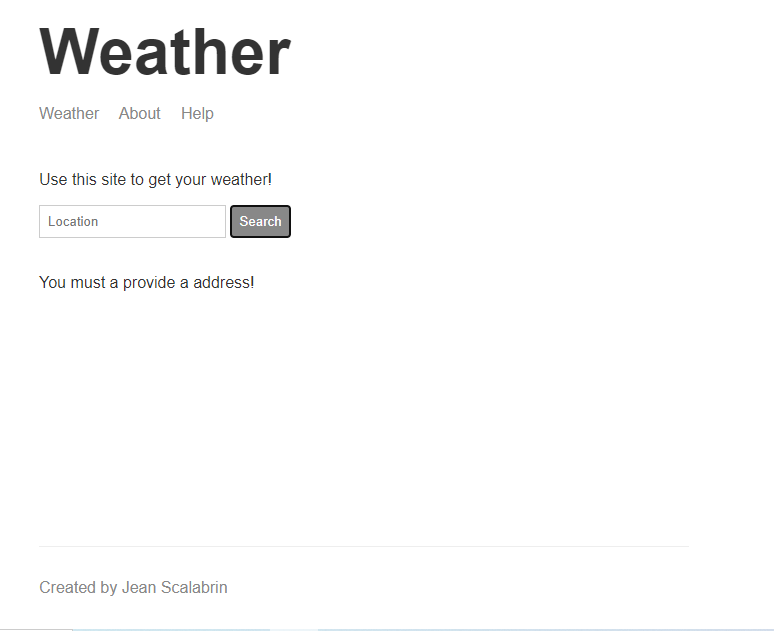 Weather
Weather About Help
Use this site to get your weather!
Location Search
You must a provide a address!
Created by Jean Scalabrin